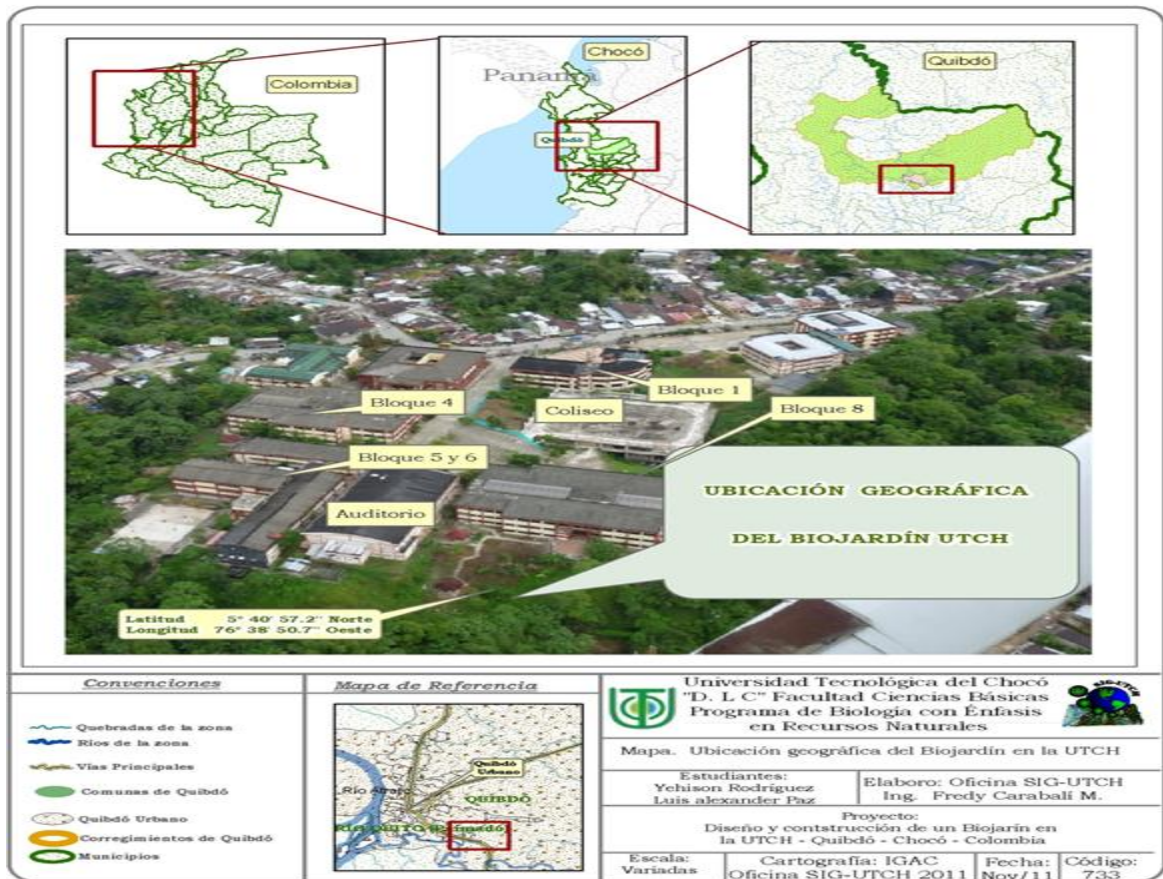 Colombia
Chocó
Panamá
Quibdó
Quibdó
Bloque 4
Coliseo
Bloque 1
Bloque 8
Bloque 5 y 6
Auditorio
UBICACIÓN GEOGRÁFICA
DEL BIOJARDÍN UTCH
Latitud 5° 40' 57.2'' Norte
Longitud 76° 38' 50.7'' Oeste
Convenciones
Quebradas de la zona
Ríos de la zona
Vías Principales
Comunas de Quibdó
Quibdó Urbano
Corregimientos de Quibdó
Municipios
Mapa de Referencia
Quibdó
Urbano
Río Atrato
QUIBDÓ
Universidad Tecnológica del Chocó
"D. L C" Facultad Ciencias Básicas
Programa de Biología con Énfasis
en Recursos Naturales
SIG-UTCH
Mapa. Ubicación geográfica del Biojardín en la UTCH
Estudiantes:
Yehison Rodríguez
Luis alexander Paz
Elaboro: Oficina SIG-UTCH
Ing. Fredy Carabalí M.
Proyecto:
Diseño y contstrucción de un Biojarín en
la UTCH - Quibdó - Chocó - Colombia
Escala:
Variadas
Cartografía: IGAC
Oficina SIG-UTCH 2011
Fecha:
Nov/11
Código:
733